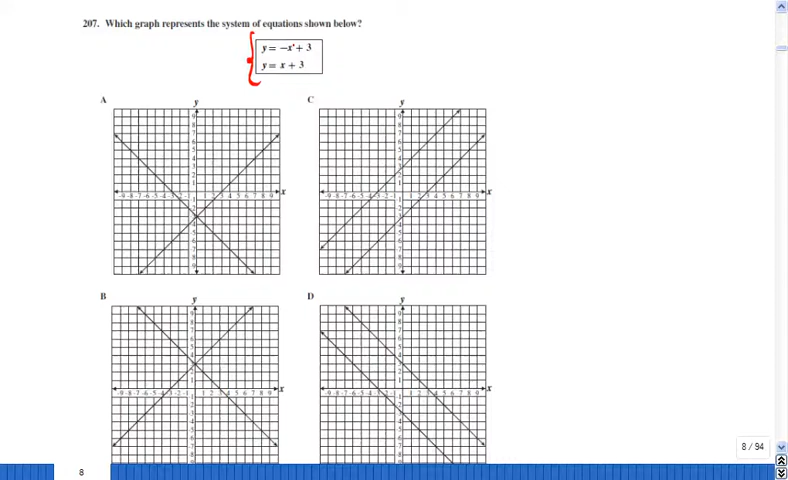 207. Which graph represents the system of equations shown below?
y = −x + 3
y = x + 3
A
y
x
C
y
x
B
y
x
D
y
x
8 / 94
8